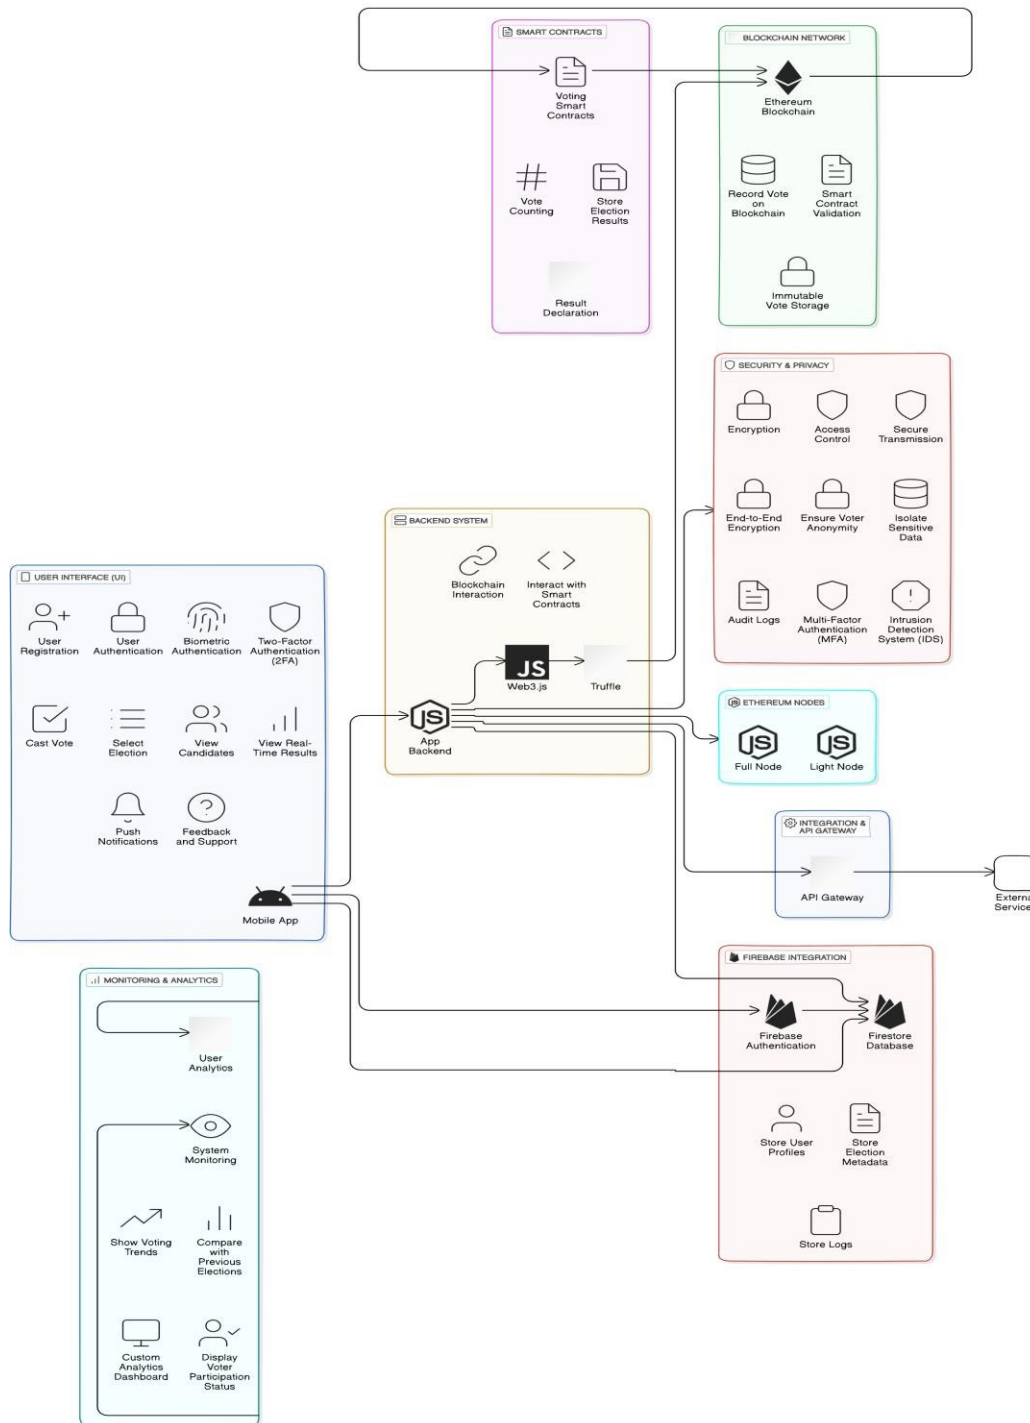 SMART CONTRACTS
Voting
Smart
Contracts
Vote
Counting
Store
Election
Results
Result
Declaration
BLOCKCHAIN NETWORK
Ethereum
Blockchain
Record Vote
on
Blockchain
Smart
Contract
Validation
Immutable
Vote Storage
SECURITY & PRIVACY
Encryption
Access
Control
Secure
Transmission
End-to-End
Encryption
Ensure Voter
Anonymity
Isolate
Sensitive
Data
Audit Logs
Multi-Factor
Authentication
(MFA)
Intrusion
Detection
System (IDS)
BACKEND SYSTEM
Blockchain
Interaction
Interact with
Smart
Contracts
JS
Web3.js
Truffle
JS
App
Backend
USER INTERFACE (UI)
User
Registration
User
Authentication
Biometric
Authentication
Two-Factor
Authentication
(2FA)
Cast Vote
Select
Election
View
Candidates
View Real-
Time Results
Push
Notifications
Feedback
and Support
Mobile App
JS ETHEREUM NODES
JS
Full Node
JS
Light Node
INTEGRATION &
API GATEWAY
API Gateway
Externa
Service
FIREBASE INTEGRATION
Firebase
Authentication
Firestore
Database
Store User
Profiles
Store
Election
Metadata
Store Logs
MONITORING & ANALYTICS
User
Analytics
System
Monitoring
Show Voting
Trends
Compare
with
Previous
Elections
Custom
Analytics
Dashboard
Display
Voter
Participation
Status